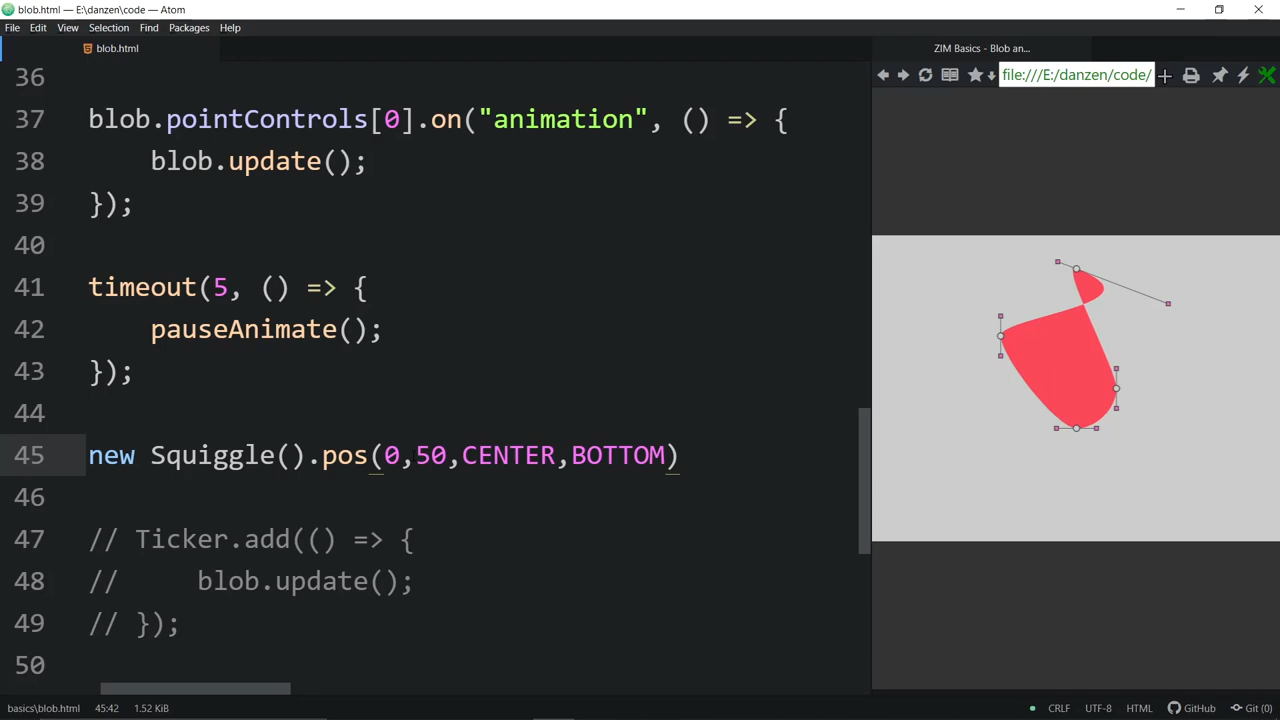 blob.html — E:\danzen\code — Atom
File Edit View Selection Find Packages Help
blob.html
ZIM Basics - Blob an...
file:///E:/danzen/code/
36
37 blob.pointControls[0].on("animation", () => {
38 blob.update();
39 });
40
41 timeout(5, () => {
42 pauseAnimate();
43 });
44
45 new Squiggle().pos(0,50,CENTER,BOTTOM)
46
47 // Ticker.add(() => {
48 // blob.update();
49 // });
50
basics\blob.html 45:42 1.52 KiB CRLF UTF-8 HTML GitHub Git (0)